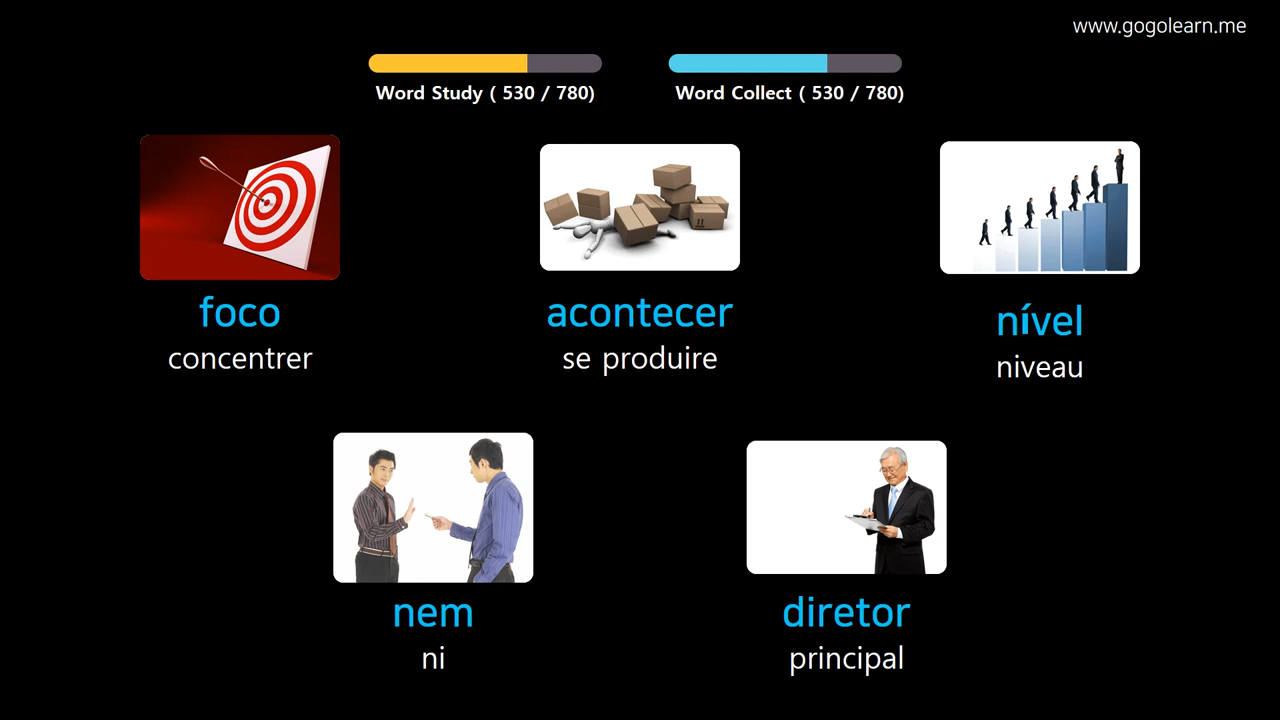 www.gogolearn.me
Word Study ( 530 / 780)
Word Collect ( 530 / 780)
foco
concentrer
acontecer
se produire
nível
niveau
nem
ni
diretor
principal